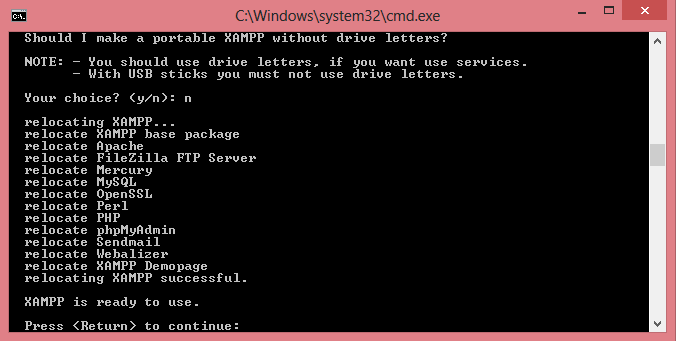 C:\Windows\system32\cmd.exe
Should I make a portable XAMPP without drive letters?
NOTE: - You should use drive letters, if you want use services.
- With USB sticks you must not use drive letters.
Your choice? (y/n): n
relocating XAMPP...
relocate XAMPP base package
relocate Apache
relocate FileZilla FTP Server
relocate Mercury
relocate MySQL
relocate OpenSSL
relocate Perl
relocate PHP
relocate phpMyAdmin
relocate Sendmail
relocate Webalizer
relocate XAMPP Demopage
relocating XAMPP successful.
XAMPP is ready to use.
Press <Return> to continue: